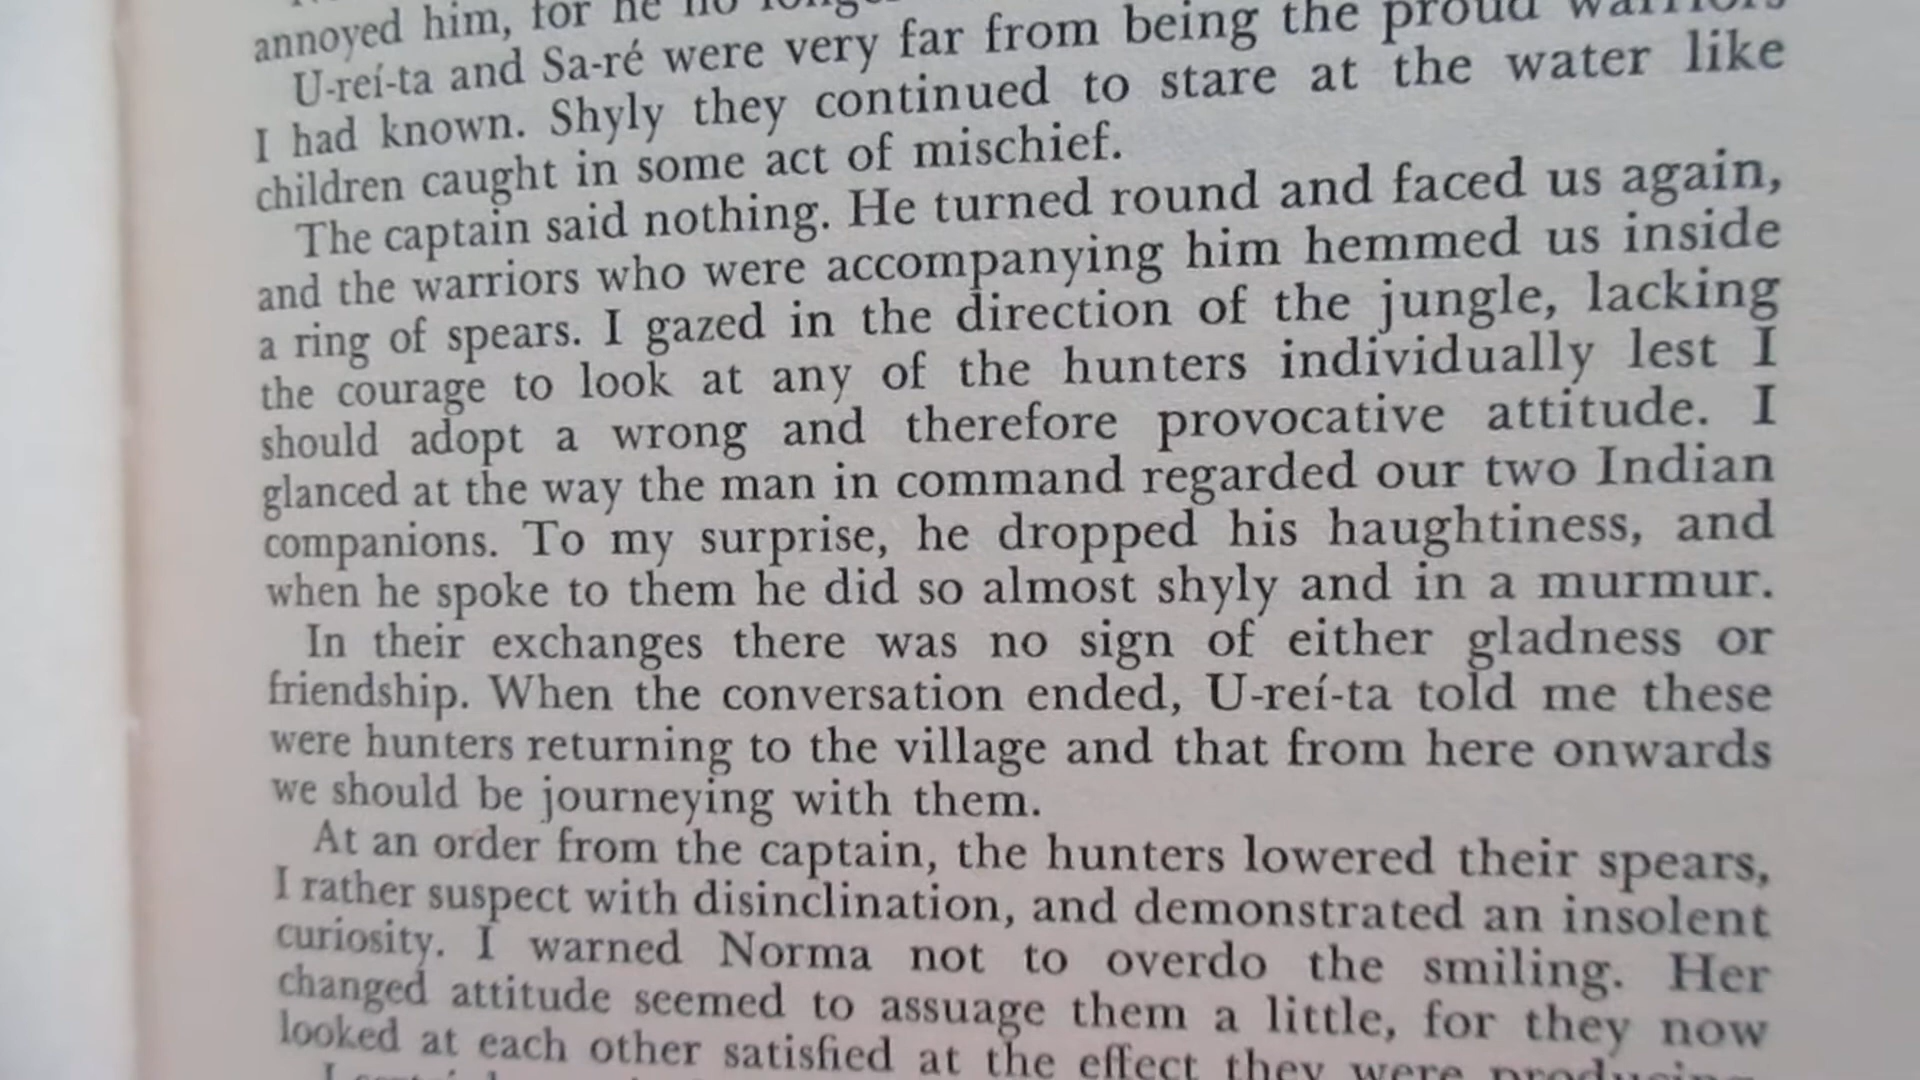 annoyed him, for he no
U-reí-ta and Sa-ré were very far from being the proud warriors
I had known. Shyly they continued to stare at the water like
children caught in some act of mischief.
The captain said nothing. He turned round and faced us again,
and the warriors who were accompanying him hemmed us inside
a ring of spears. I gazed in the direction of the jungle, lacking
the courage to look at any of the hunters individually lest I
should adopt a wrong and therefore provocative attitude. I
glanced at the way the man in command regarded our two Indian
companions. To my surprise, he dropped his haughtiness, and
when he spoke to them he did so almost shyly and in a murmur.
In their exchanges there was no sign of either gladness or
friendship. When the conversation ended, U-reí-ta told me these
were hunters returning to the village and that from here onwards
we should be journeying with them.
At an order from the captain, the hunters lowered their spears,
I rather suspect with disinclination, and demonstrated an insolent
curiosity. I warned Norma not to overdo the smiling. Her
changed attitude seemed to assuage them a little, for they now
looked at each other satisfied at the effect they were producing.